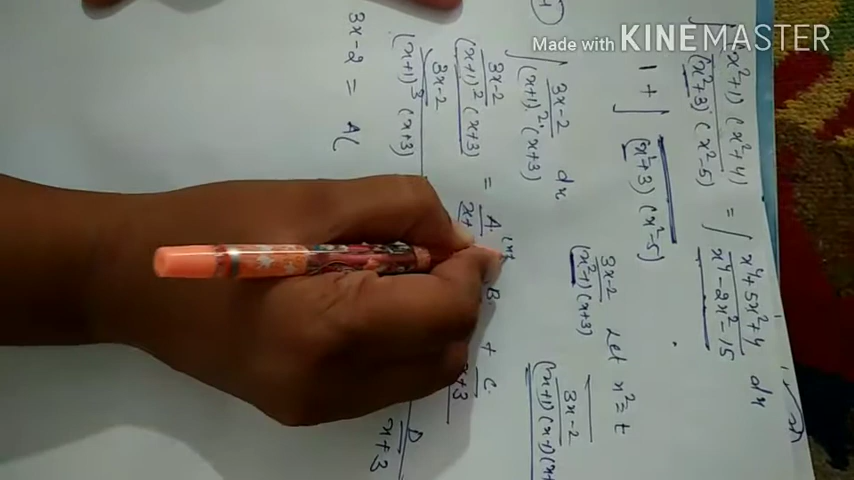 Made with KINEMASTER
∫ (x²+1) (x²+4) / (x²+3) (x²-5) = ∫ x⁴+5x²+4 / x⁴-2x²-15 dx
1 + ∫ / (x²+3) (x²-5) Let x² = t
1
∫ 3x-2 / (x+1)². (x+3) dx
3x-2 / (x²+1) (x+3)
3x-2 / (x+1) (x-1) (x+
3x-2 / (x+1)² (x+3) = A / x+ B + C / x+3
3x-2 / (x+1)³ (x+3) D / x+3
3x-2 = A(